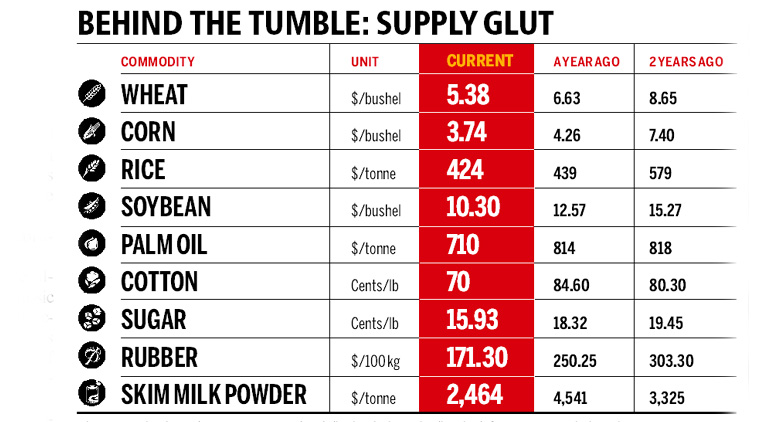 BEHIND THE TUMBLE: SUPPLY GLUT
COMMODITY UNIT CURRENT A YEAR AGO 2 YEARS AGO
WHEAT $/bushel 5.38 6.63 8.65
CORN $/bushel 3.74 4.26 7.40
RICE $/tonne 424 439 579
SOYBEAN $/bushel 10.30 12.57 15.27
PALM OIL $/tonne 710 814 818
COTTON Cents/lb 70 84.60 80.30
SUGAR Cents/lb 15.93 18.32 19.45
RUBBER $/100 kg 171.30 250.25 303.30
SKIM MILK POWDER $/tonne 2,464 4,541 3,325